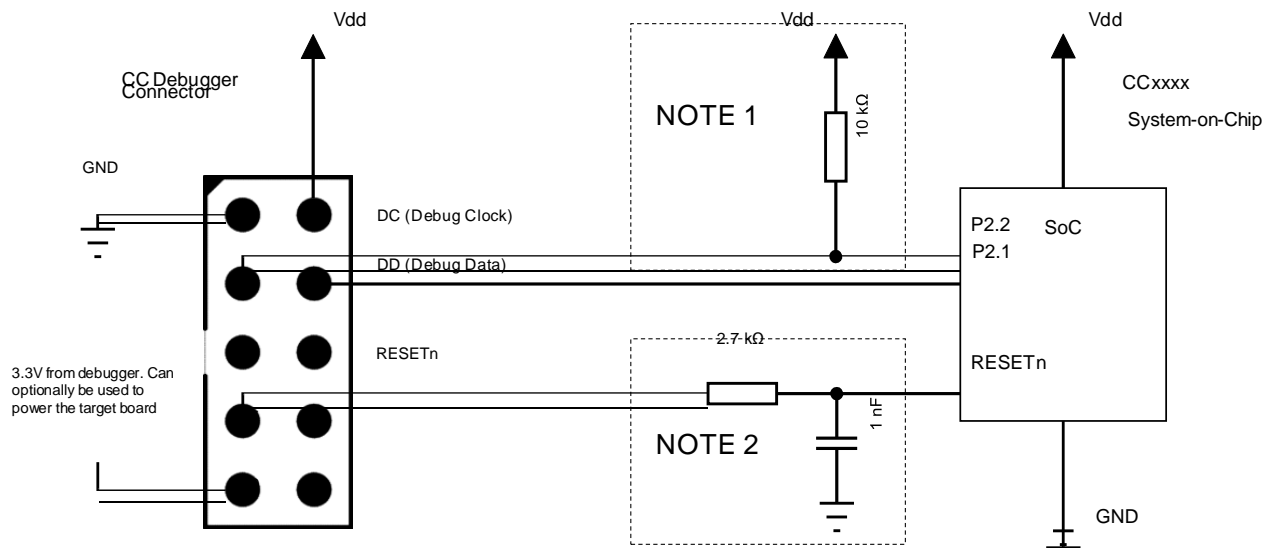 Vdd
Vdd
Vdd
CC Debugger
Connector
CCxxxx
System-on-Chip
NOTE 1
10 kΩ
GND
DC (Debug Clock)
P2.2
SoC
P2.1
DD (Debug Data)
2.7 kΩ
RESETn
RESETn
3.3V from debugger. Can
optionally be used to
power the target board
NOTE 2
1 nF
GND